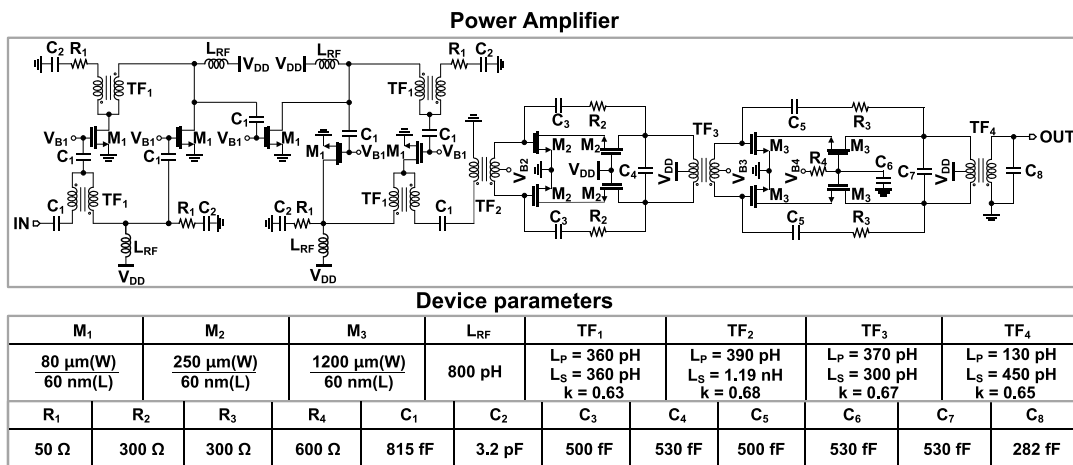 Power Amplifier
C2 R1 LRF VDD VDD LRF R1 C2
TF1 TF1
C3 R2 C5 R3
VB1 M1 VB1 M1 C1 VB1 M1 C1 M1 VB1 M1 C1 VB1
C1 C1
M2 M2 TF3 M3 M3 TF4 OUT
VB2 VDD C4 VDD VB3 VB4 R4 C6 C7 VDD C8
M2 M2 M3 M3
IN C1 TF1 R1 C2 C2 R1 TF1 C1 TF2
C3 R2 C5 R3
LRF LRF
VDD VDD
Device parameters
M1 M2 M3 LRF TF1 TF2 TF3 TF4
80 µm(W) 250 µm(W) 1200 µm(W) 800 pH LP = 360 pH LP = 390 pH LP = 370 pH LP = 130 pH
60 nm(L) 60 nm(L) 60 nm(L) LS = 360 pH LS = 1.19 nH LS = 300 pH LS = 450 pH
k = 0.63 k = 0.68 k = 0.67 k = 0.65
R1 R2 R3 R4 C1 C2 C3 C4 C5 C6 C7 C8
50 Ω 300 Ω 300 Ω 600 Ω 815 fF 3.2 pF 500 fF 530 fF 500 fF 530 fF 530 fF 282 fF